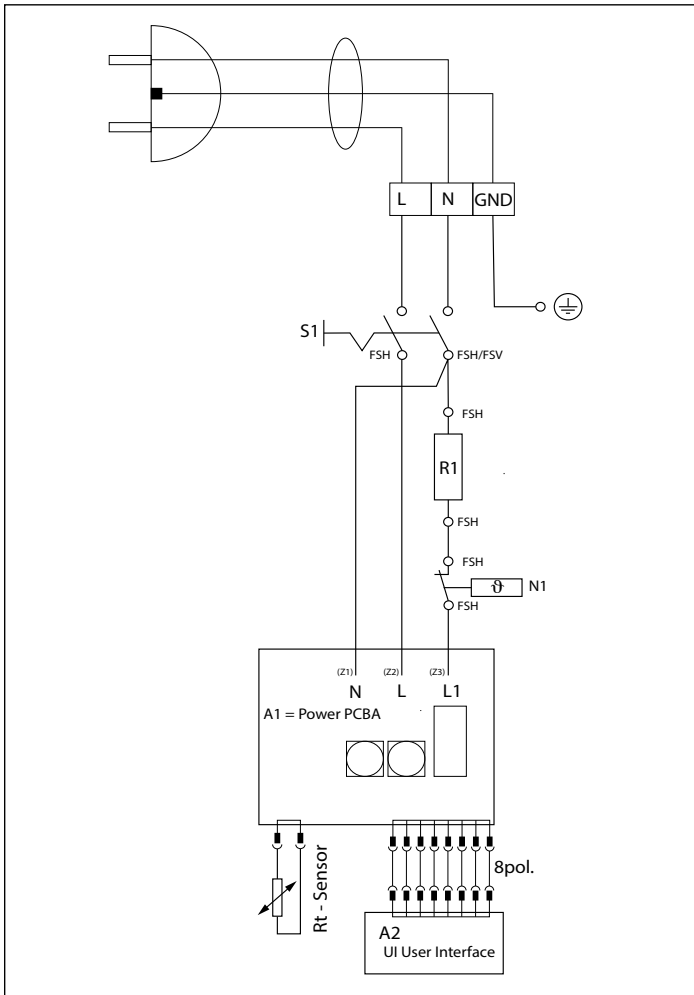 L N GND
S1
FSH FSH/FSV
FSH
R1
FSH
FSH
ϑ N1
FSH
(Z1) (Z2) (Z3)
N L L1
A1 = Power PCBA
Rt - Sensor
8pol.
A2
UI User Interface